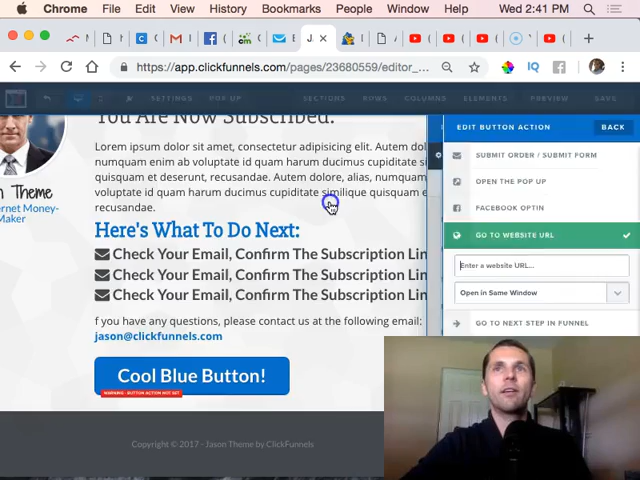 Chrome File Edit View History Bookmarks People Window Help Wed 2:41 PM
https://app.clickfunnels.com/pages/23680559/editor_...
SETTINGS POP UP SECTIONS ROWS COLUMNS ELEMENTS PREVIEW SAVE
You Are Now Subscribed.
Lorem ipsum dolor sit amet, consectetur adipisicing elit. Autem dolo
numquam enim ab voluptate id quam harum ducimus cupiditate similiq
quisquam et deserunt, recusandae. Autem dolore, alias, numquam
voluptate id quam harum ducimus cupiditate similique quisquam e
recusandae.
n Theme
ternet Money-
Maker
Here's What To Do Next:
Check Your Email, Confirm The Subscription Lin
Check Your Email, Confirm The Subscription Lin
Check Your Email, Confirm The Subscription Lin
f you have any questions, please contact us at the following email:
jason@clickfunnels.com
Cool Blue Button!
WARNING - BUTTON ACTION NOT SET
Copyright © 2017 - Jason Theme by ClickFunnels
EDIT BUTTON ACTION BACK
SUBMIT ORDER / SUBMIT FORM
OPEN THE POP UP
FACEBOOK OPTIN
GO TO WEBSITE URL
Enter a website URL...
Open in Same Window
GO TO NEXT STEP IN FUNNEL